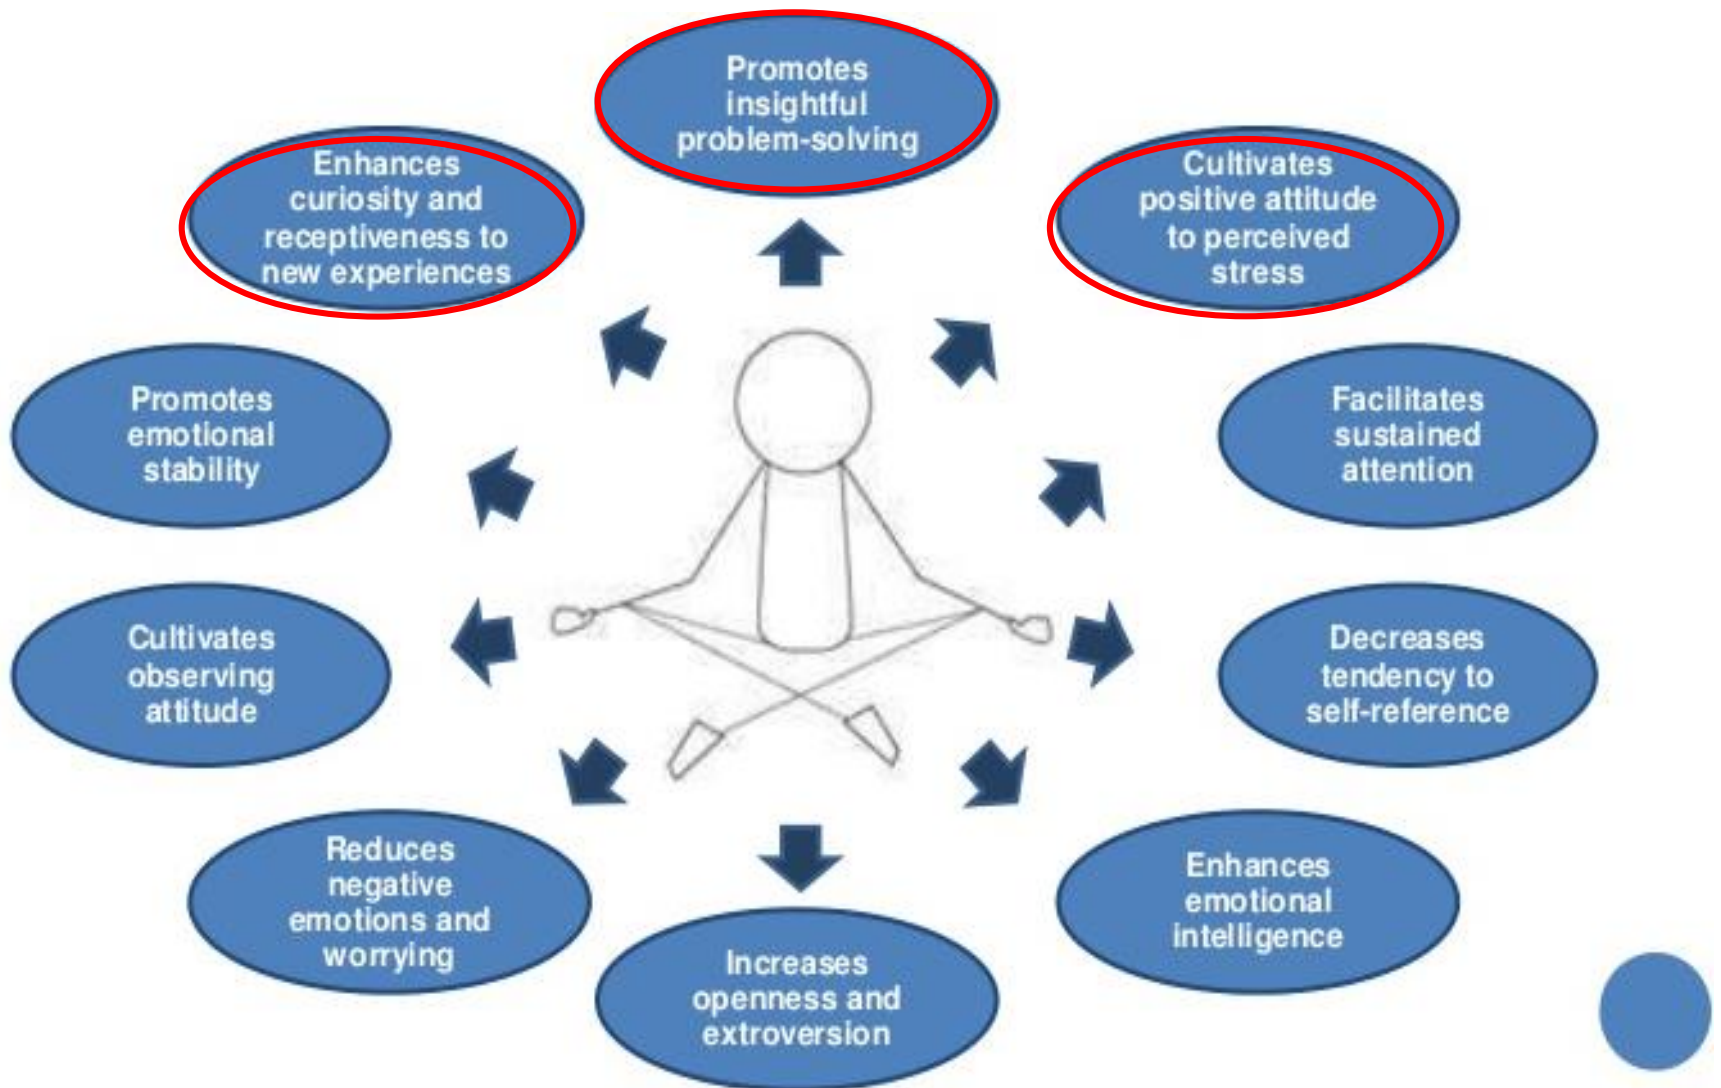 Promotes
insightful
problem-solving
Enhances
curiosity and
receptiveness to
new experiences
Cultivates
positive attitude
to perceived
stress
Promotes
emotional
stability
Facilitates
sustained
attention
Cultivates
observing
attitude
Decreases
tendency to
self-reference
Reduces
negative
emotions and
worrying
Enhances
emotional
intelligence
Increases
openness and
extroversion